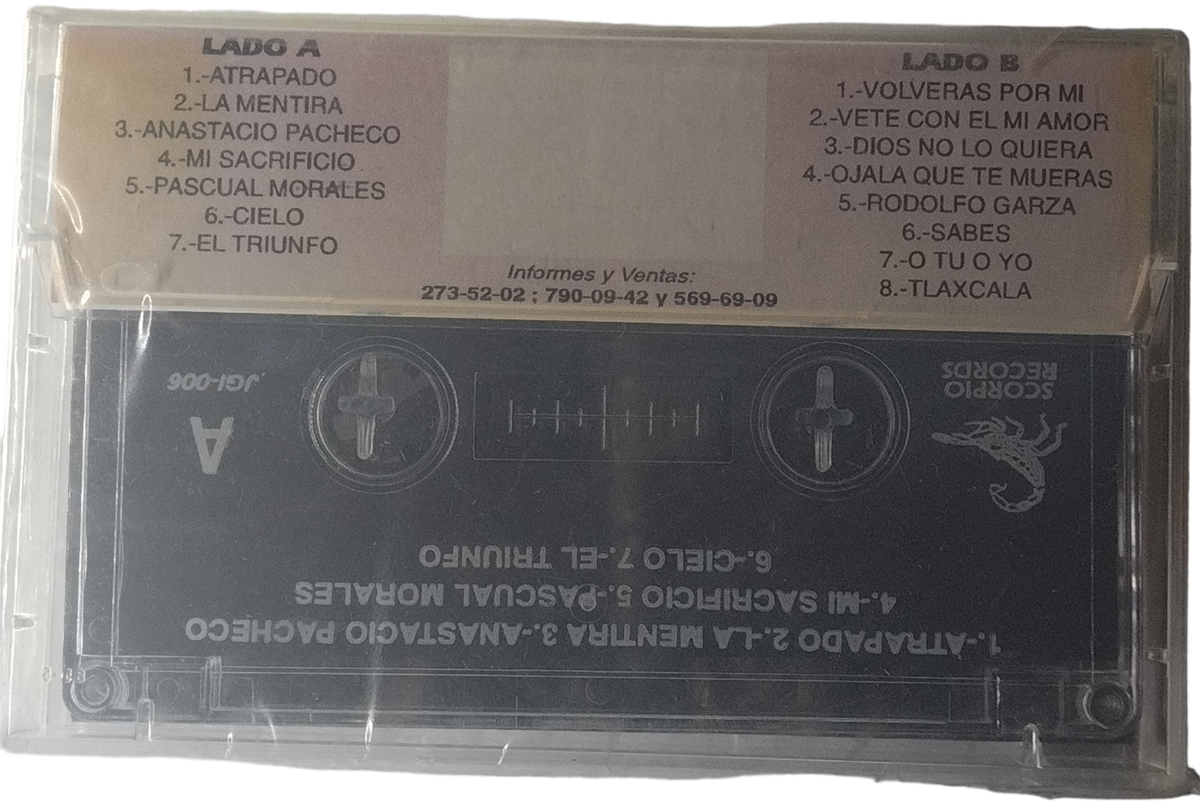 LADO A
1.-ATRAPADO
2.-LA MENTIRA
3.-ANASTACIO PACHECO
4.-MI SACRIFICIO
5.-PASCUAL MORALES
6.-CIELO
7.-EL TRIUNFO
LADO B
1.-VOLVERAS POR MI
2.-VETE CON EL MI AMOR
3.-DIOS NO LO QUIERA
4.-OJALA QUE TE MUERAS
5.-RODOLFO GARZA
6.-SABES
7.-O TU O YO
8.-TLAXCALA
Informes y Ventas:
273-52-02 ; 790-09-42 y 569-69-09
1.-ATRAPADO 2.-LA MENTIRA 3.-ANASTACIO PACHECO
4.-MI SACRIFICIO 5.-PASCUAL MORALES
6.-CIELO 7.-EL TRIUNFO
SCORPIO
RECORDS
A
JGI-006